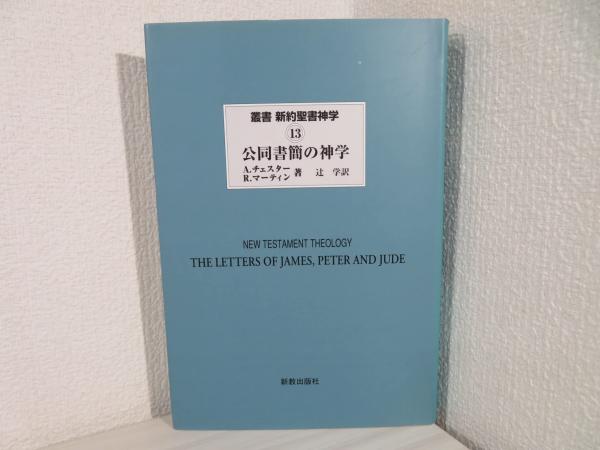 叢書 新約聖書神学
13
公同書簡の神学
A.チェスター
R.マーティン 著 辻 学訳
NEW TESTAMENT THEOLOGY
THE LETTERS OF JAMES, PETER AND JUDE
新教出版社